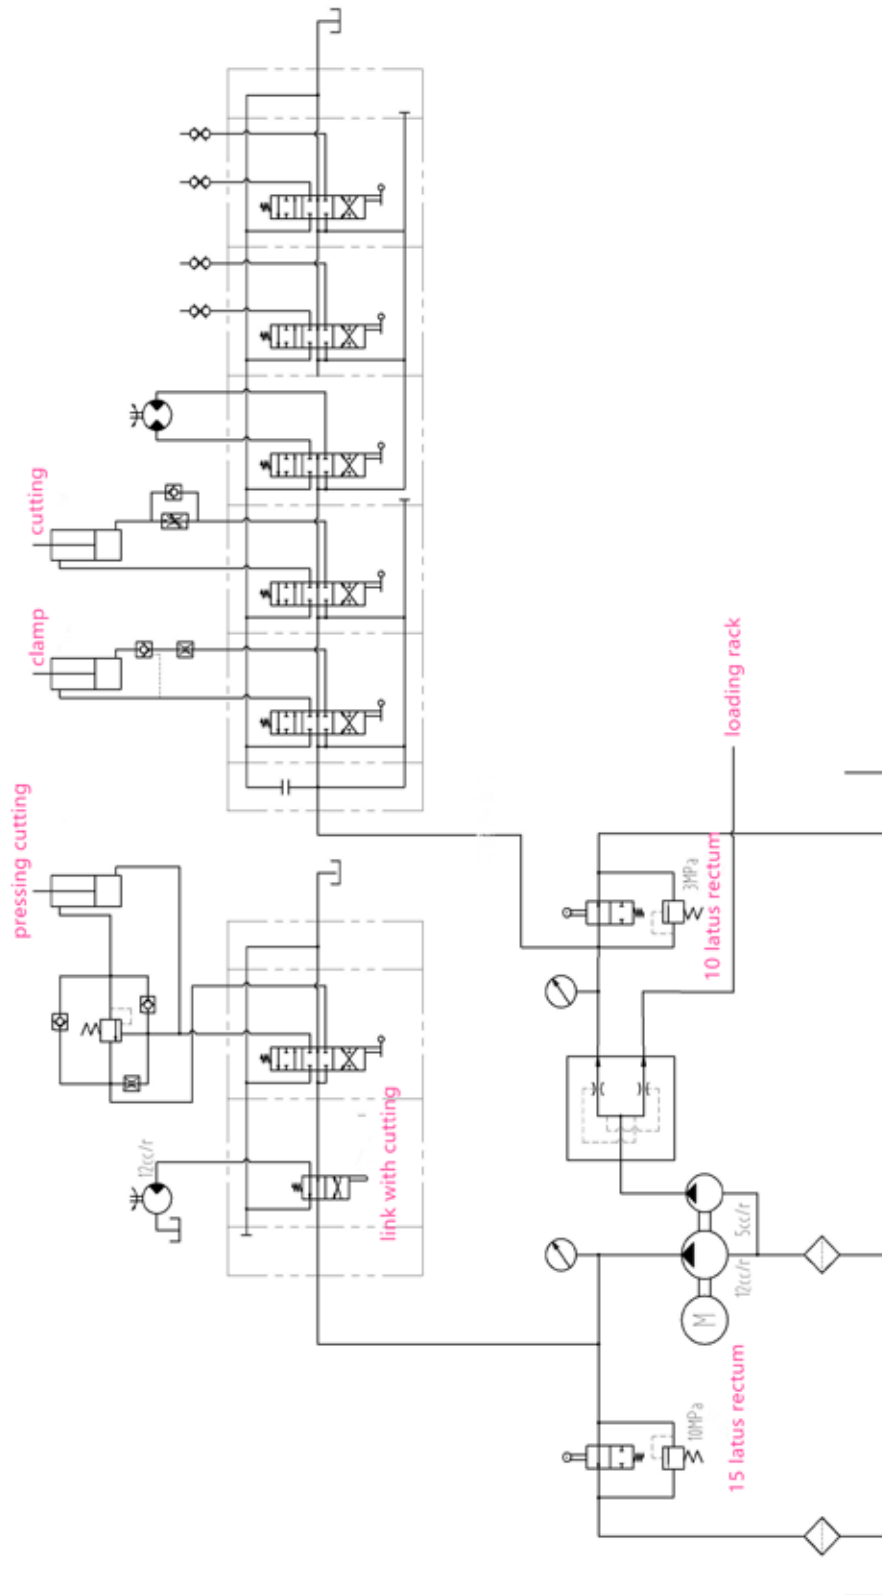 cutting
clamp
pressing cutting
loading rack
3MPa
10 latus rectum
12cc/r
link with cutting
5cc/r
12cc/r
M
10MPa
15 latus rectum